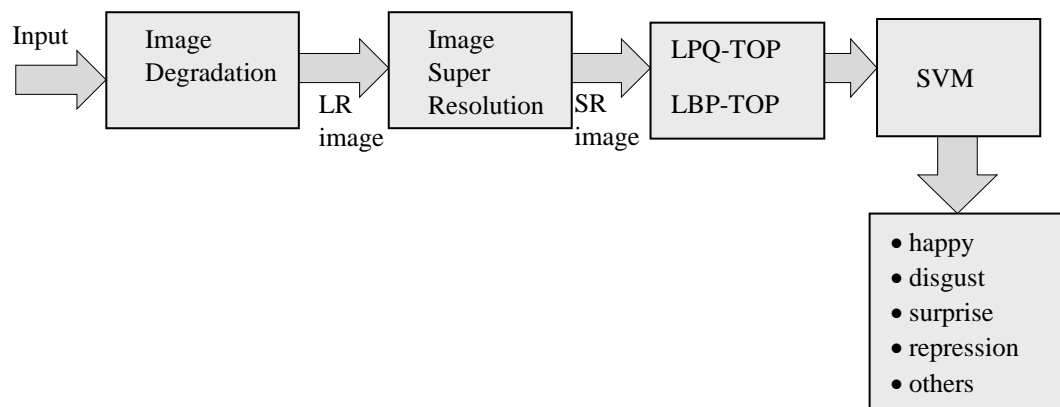 Input
Image
Degradation
LR
image
Image
Super
Resolution
SR
image
LPQ-TOP
LBP-TOP
SVM
• happy
• disgust
• surprise
• repression
• others